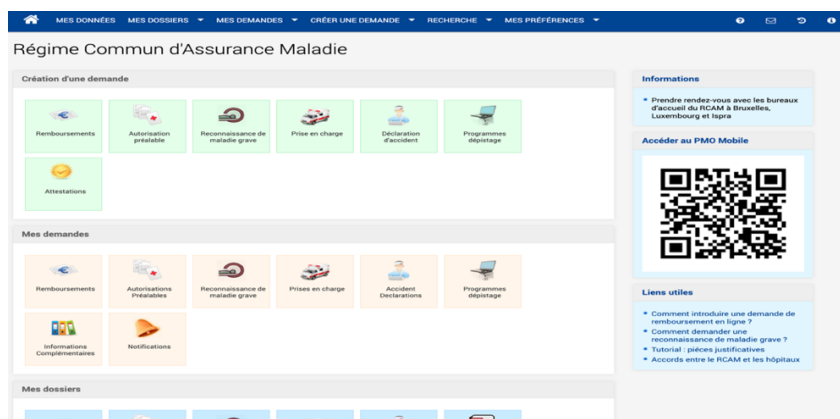 MES DONNÉES MES DOSSIERS MES DEMANDES CRÉER UNE DEMANDE RECHERCHE MES PRÉFÉRENCES
Régime Commun d'Assurance Maladie
Création d'une demande
Remboursements
Autorisation
préalable
Reconnaissance de
maladie grave
Prise en charge
Déclaration
d'accident
Programmes
dépistage
Attestations
Mes demandes
Remboursements
Autorisations
Préalables
Reconnaissance de
maladie grave
Prises en charge
Accident
Declarations
Programmes
dépistage
Informations
Complémentaires
Notifications
Mes dossiers
Informations
Prendre rendez-vous avec les bureaux
d'accueil du RCAM à Bruxelles,
Luxembourg et Ispra
Accéder au PMO Mobile
Liens utiles
Comment introduire une demande de
remboursement en ligne ?
Comment demander une
reconnaissance de maladie grave ?
Tutorial : pièces justificatives
Accords entre le RCAM et les hôpitaux